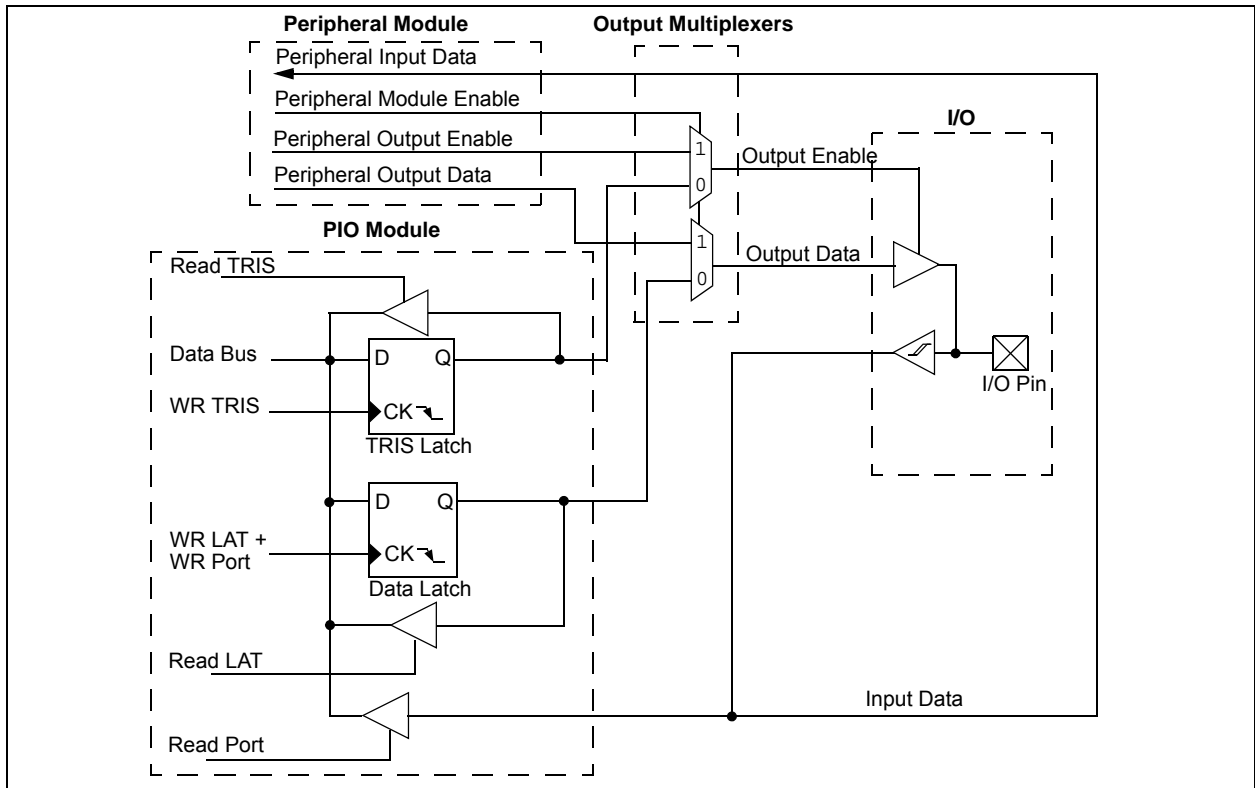 Peripheral Module
Output Multiplexers
Peripheral Input Data
Peripheral Module Enable
I/O
Peripheral Output Enable
1
Output Enable
Peripheral Output Data
0
PIO Module
1
Output Data
Read TRIS
0
Data Bus
D
Q
I/O Pin
WR TRIS
CK
TRIS Latch
D
Q
WR LAT +
WR Port
CK
Data Latch
Read LAT
Input Data
Read Port